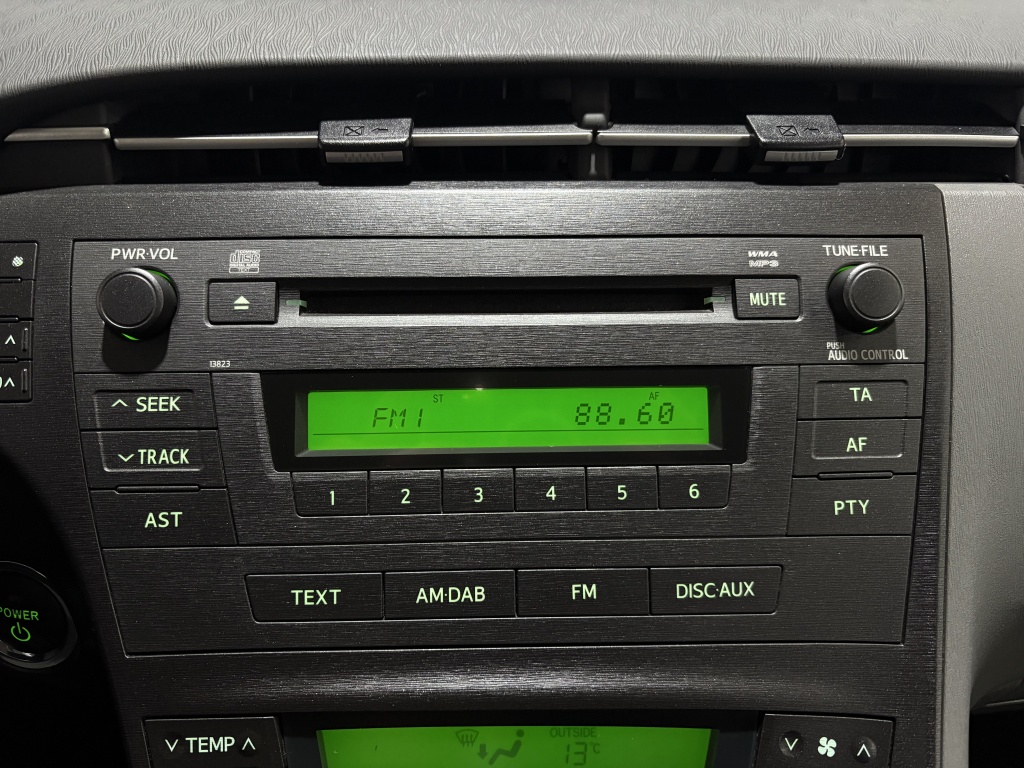 PWR·VOL
disc
WMA
MP3
TUNE·FILE
MUTE
PUSH
AUDIO CONTROL
13823
ST
AF
FM1
88.60
SEEK
TRACK
AST
TA
AF
PTY
1 2 3 4 5 6
TEXT
AM·DAB
FM
DISC·AUX
POWER
TEMP
OUTSIDE
13°C